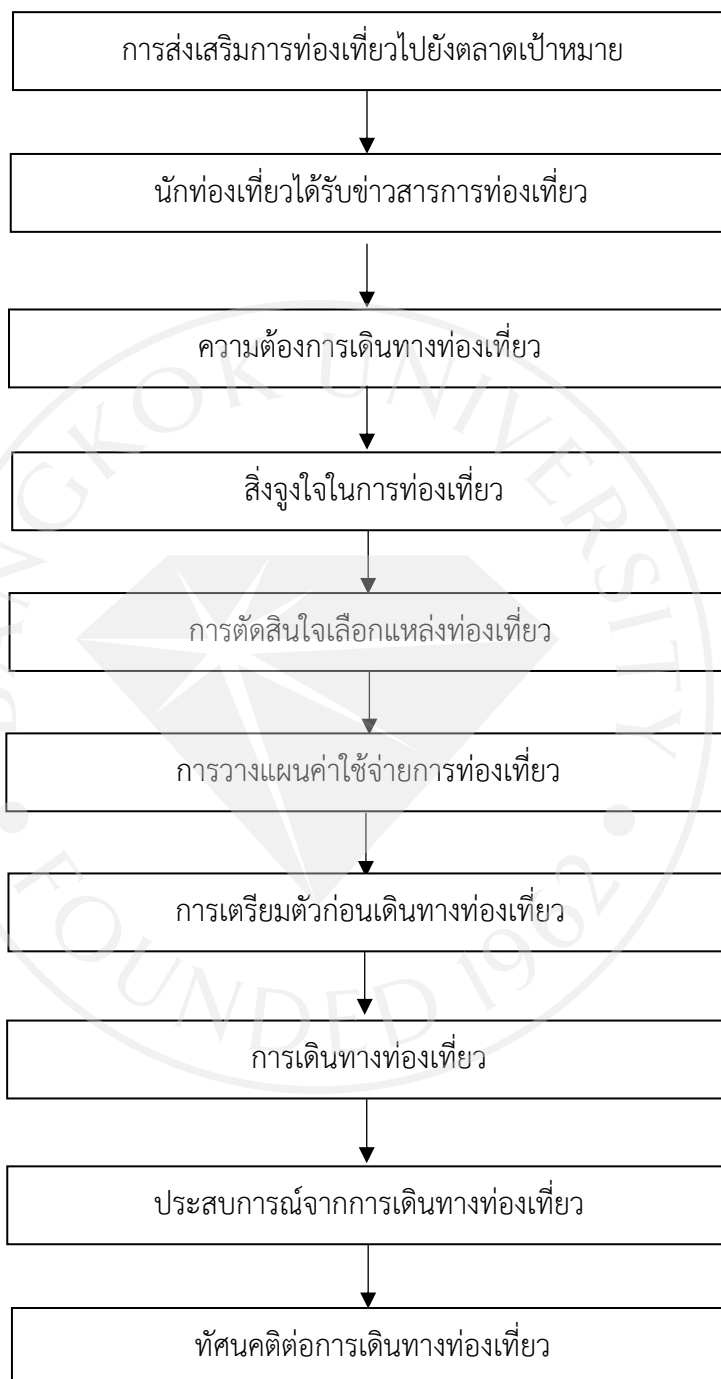 การส่งเสริมการท่องเที่ยวไปยังตลาดเป้าหมาย
นักท่องเที่ยวได้รับข่าวสารการท่องเที่ยว
ความต้องการเดินทางท่องเที่ยว
สิ่งจูงใจในการท่องเที่ยว
การตัดสินใจเลือกแหล่งท่องเที่ยว
การวางแผนค่าใช้จ่ายการท่องเที่ยว
การเตรียมตัวก่อนเดินทางท่องเที่ยว
การเดินทางท่องเที่ยว
ประสบการณ์จากการเดินทางท่องเที่ยว
ทัศนคติต่อการเดินทางท่องเที่ยว
BANGKOK UNIVERSITY
FOUNDED 1962